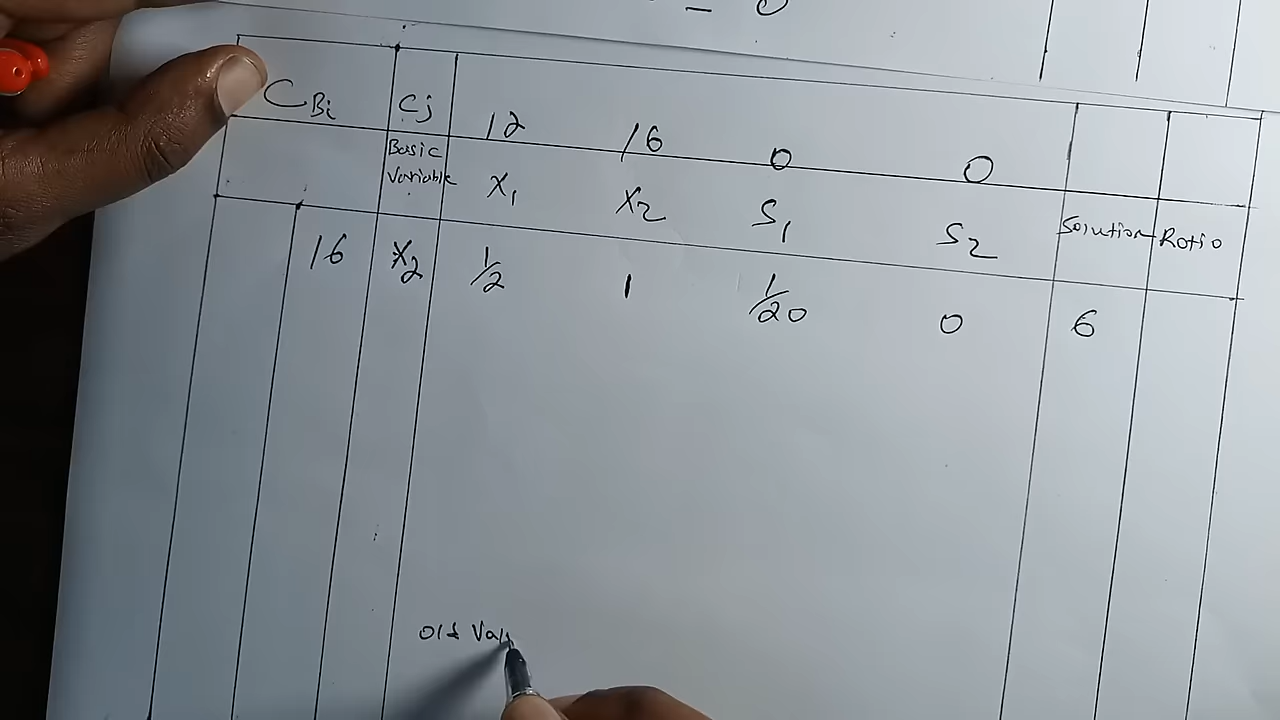 CBi Cj 12 16 0 0
Basic Variable X1 X2 S1 S2 Solution Ratio
16 X2 1/2 1 1/20 0 6
Old Valu